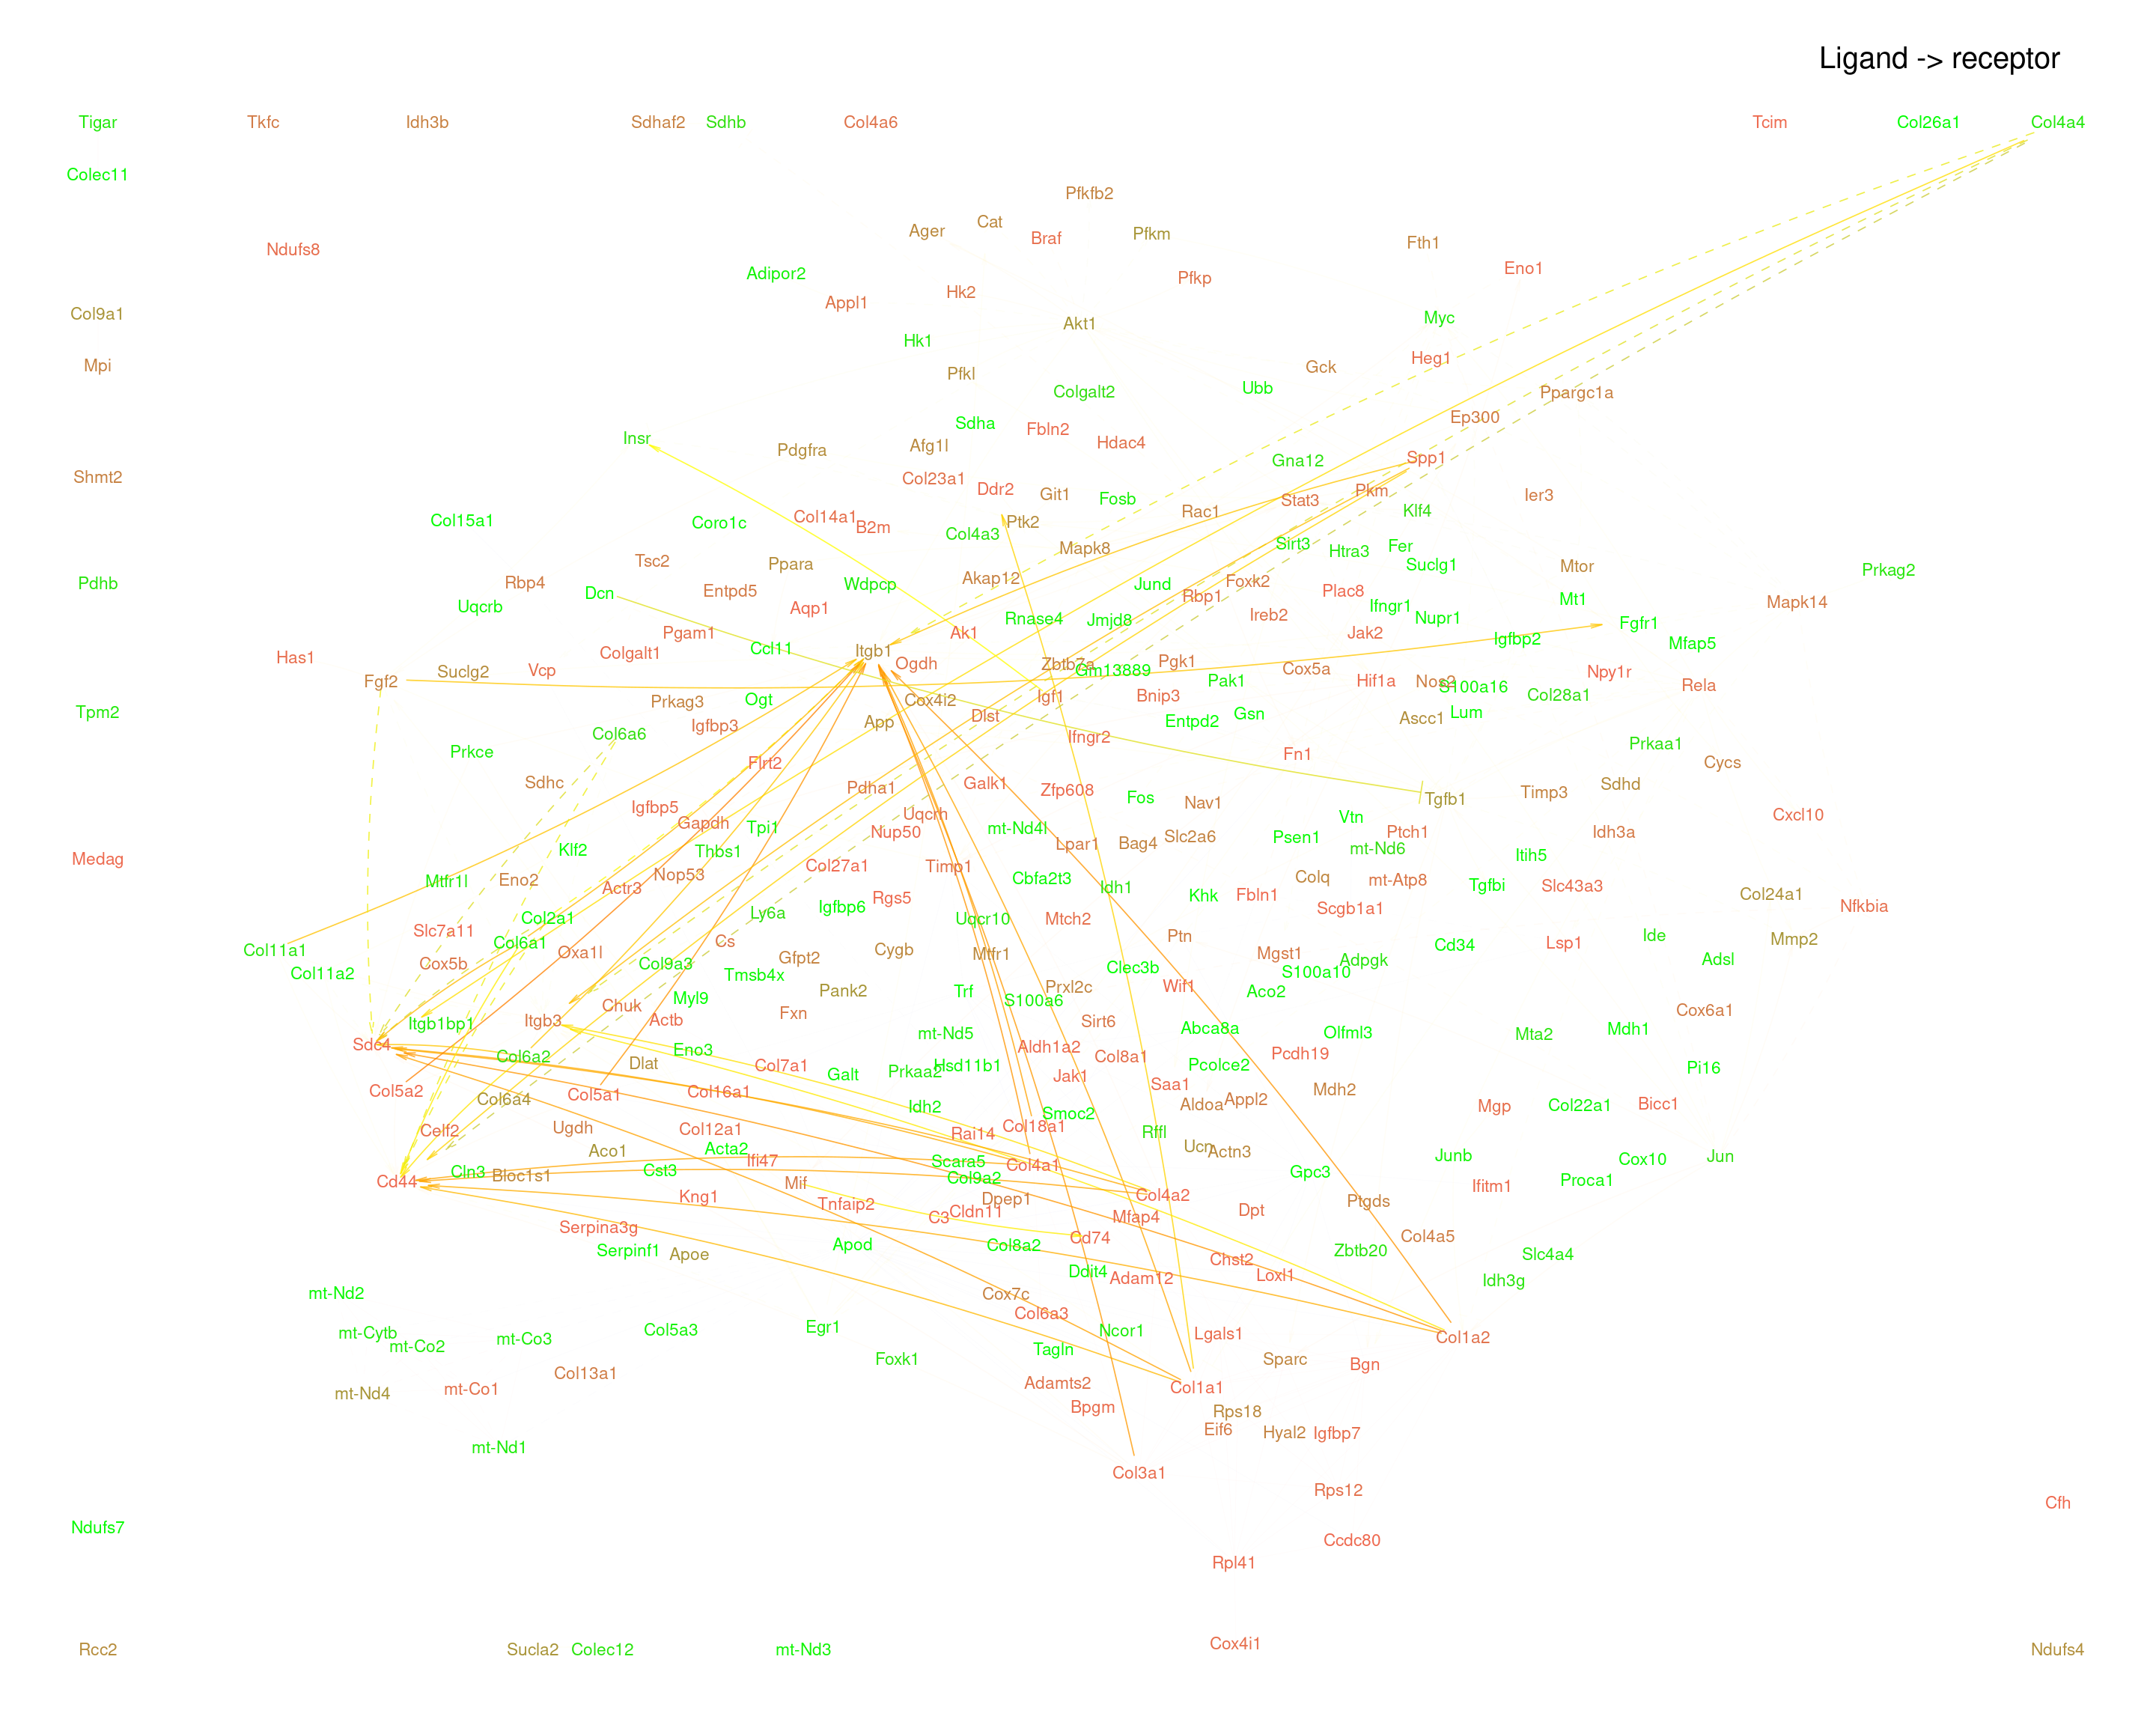 Ligand -> receptor
Tigar Tkfc Idh3b Sdhaf2 Sdhb Col4a6 Tcim Col26a1 Col4a4
Colec11
Pfkfb2
Ager Cat Braf Pfkm Fth1
Ndufs8
Adipor2 Pfkp Eno1
Appl1 Hk2
Col9a1 Akt1 Myc
Hk1
Mpi Pfkl Gck Heg1
Colgalt2 Ubb Ppargc1a
Sdha Fbln2 Ep300
Insr Pdgfra Afg1l Hdac4
Shmt2 Col23a1 Ddr2 Git1 Fosb Gna12 Spp1
Stat3 Pkm Ier3
Col15a1 Coro1c Col14a1 B2m Ptk2 Rac1 Klf4
Col4a3 Mapk8 Sirt3 Htra3 Fer
Tsc2 Ppara Suclg1 Mtor Prkag2
Pdhb Rbp4 Entpd5 Wdpcp Akap12 Jund Foxk2
Uqcrb Dcn Aqp1 Rbp1 Plac8 Ifngr1 Mt1 Mapk14
Pgam1 Ak1 Rnase4 Jmjd8 Ireb2 Jak2 Nupr1 Fgfr1
Has1 Colgalt1 Ccl11 Itgb1 Ogdh Igfbp2 Mfap5
Fgf2 Suclg2 Vcp Zbtb7a Gm13889 Pgk1 Cox5a Npy1r
Prkag3 Ogt Cox4i2 Igf1 Bnip3 Pak1 Hif1a Nos2 S100a16 Col28a1 Rela
Tpm2 Igfbp3 App Dlst Entpd2 Gsn Ascc1 Lum
Col6a6 Ifngr2
Prkce Flrt2 Fn1 Prkaa1 Cycs
Sdhc Pdha1 Galk1 Zfp608 Fos Nav1 Tgfb1 Timp3 Sdhd
Igfbp5 Gapdh Tpi1 Uqcrh Nup50 mt-Nd4l Slc2a6 Psen1 Vtn Ptch1 Idh3a Cxcl10
Medag Klf2 Thbs1 Col27a1 Timp1 Lpar1 Bag4 mt-Nd6 Itih5
Mtfr1l Eno2 Actr3 Nop53 Cbfa2t3 Idh1 Khk Fbln1 Colq mt-Atp8 Tgfbi Slc43a3 Col24a1
Col2a1 Ly6a Igfbp6 Rgs5 Uqcr10 Mtch2 Scgb1a1 Nfkbia
Slc7a11 Col6a1 Cs Ptn Cd34 Lsp1 Ide Mmp2
Col11a1 Cox5b Oxa1l Col9a3 Gfpt2 Cygb Mtfr1 Mgst1 Adpgk Adsl
Col11a2 Tmsb4x Clec3b S100a10
Myl9 Pank2 Trf S100a6 Prxl2c Wif1 Aco2
Itgb1bp1 Itgb3 Chuk Actb Fxn mt-Nd5 Sirt6 Abca8a Olfml3 Mta2 Mdh1 Cox6a1
Sdc4 Col6a2 Eno3 Aldh1a2 Col8a1 Pcdh19
Dlat Col7a1 Galt Prkaa2 Hsd11b1 Jak1 Saa1 Pcolce2 Pi16
Col5a2 Col6a4 Col5a1 Col16a1 Idh2 Smoc2 Aldoa Appl2 Mdh2 Mgp Col22a1 Bicc1
Celf2 Ugdh Col12a1 Rai14 Col18a1 Rffl
Cd44 Cln3 Bloc1s1 Aco1 Cst3 Acta2 Ifi47 Scara5 Col9a2 Col4a1 Ucn Actn3 Gpc3 Junb Cox10 Jun
Kng1 Mif Tnfaip2 Dpep1 Col4a2 Ptgds Ifitm1 Proca1
Serpina3g C3 Cldn11 Cd74 Mfap4 Dpt Col4a5
Serpinf1 Apoe Apod Col8a2 Ddit4 Adam12 Chst2 Loxl1 Zbtb20 Slc4a4
mt-Nd2 Cox7c Idh3g
mt-Cytb mt-Co2 mt-Co3 Col5a3 Egr1 Col6a3 Ncor1 Lgals1 Col1a2
Foxk1 Tagln Sparc Bgn
mt-Nd4 mt-Co1 Col13a1 Adamts2 Col1a1
Bpgm Rps18
mt-Nd1 Eif6 Hyal2 Igfbp7
Col3a1
Rps12 Cfh
Ndufs7 Ccdc80
Rpl41
Rcc2 Sucla2 Colec12 mt-Nd3 Cox4i1 Ndufs4